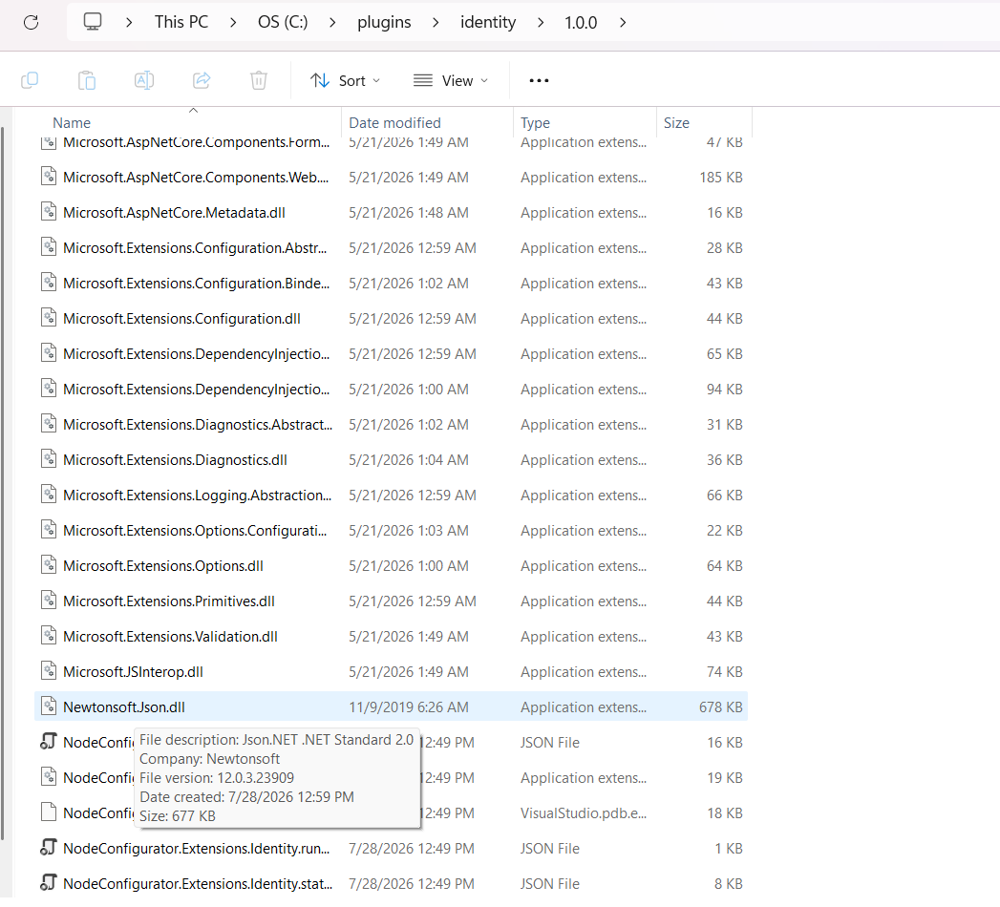 This PC > OS (C:) > plugins > identity > 1.0.0 >
Sort View
Name Date modified Type Size
Microsoft.AspNetCore.Components.Form... 5/21/2026 1:49 AM Application extens... 47 KB
Microsoft.AspNetCore.Components.Web.... 5/21/2026 1:49 AM Application extens... 185 KB
Microsoft.AspNetCore.Metadata.dll 5/21/2026 1:48 AM Application extens... 16 KB
Microsoft.Extensions.Configuration.Abstr... 5/21/2026 12:59 AM Application extens... 28 KB
Microsoft.Extensions.Configuration.Binde... 5/21/2026 1:02 AM Application extens... 43 KB
Microsoft.Extensions.Configuration.dll 5/21/2026 12:59 AM Application extens... 44 KB
Microsoft.Extensions.DependencyInjectio... 5/21/2026 12:59 AM Application extens... 65 KB
Microsoft.Extensions.DependencyInjectio... 5/21/2026 1:00 AM Application extens... 94 KB
Microsoft.Extensions.Diagnostics.Abstract... 5/21/2026 1:02 AM Application extens... 31 KB
Microsoft.Extensions.Diagnostics.dll 5/21/2026 1:04 AM Application extens... 36 KB
Microsoft.Extensions.Logging.Abstraction... 5/21/2026 12:59 AM Application extens... 66 KB
Microsoft.Extensions.Options.Configurati... 5/21/2026 1:03 AM Application extens... 22 KB
Microsoft.Extensions.Options.dll 5/21/2026 1:00 AM Application extens... 64 KB
Microsoft.Extensions.Primitives.dll 5/21/2026 12:59 AM Application extens... 44 KB
Microsoft.Extensions.Validation.dll 5/21/2026 1:49 AM Application extens... 43 KB
Microsoft.JSInterop.dll 5/21/2026 1:49 AM Application extens... 74 KB
Newtonsoft.Json.dll 11/9/2019 6:26 AM Application extens... 678 KB
NodeConfi 12:49 PM JSON File 16 KB
File description: Json.NET .NET Standard 2.0
Company: Newtonsoft
NodeConfi 12:49 PM Application extens... 19 KB
File version: 12.0.3.23909
Date created: 7/28/2026 12:59 PM
NodeConfi 12:49 PM VisualStudio.pdb.e... 18 KB
Size: 677 KB
NodeConfigurator.Extensions.Identity.run... 7/28/2026 12:49 PM JSON File 1 KB
NodeConfigurator.Extensions.Identity.stat... 7/28/2026 12:49 PM JSON File 8 KB